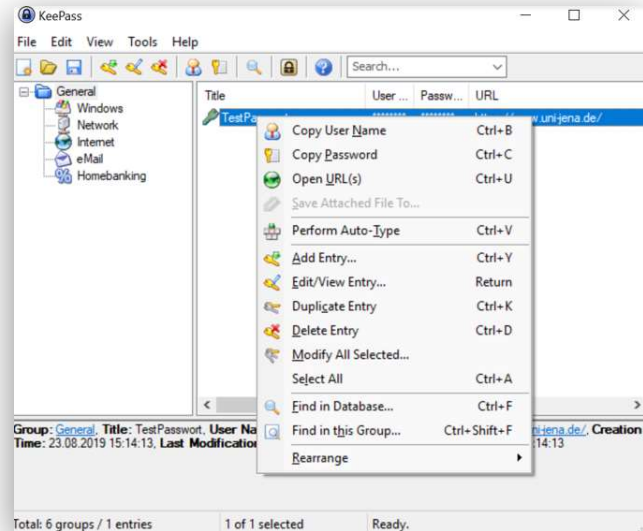 KeePass
File Edit View Tools Help
Search...
General
Windows
Network
Internet
eMail
Homebanking
Title User ... Passw... URL
TestPa ******** ******** w.uni-jena.de/
Copy User Name Ctrl+B
Copy Password Ctrl+C
Open URL(s) Ctrl+U
Save Attached File To...
Perform Auto-Type Ctrl+V
Add Entry... Ctrl+Y
Edit/View Entry... Return
Duplicate Entry Ctrl+K
Delete Entry Ctrl+D
Modify All Selected...
Select All Ctrl+A
Find in Database... Ctrl+F
Find in this Group... Ctrl+Shift+F
Rearrange
Group: General, Title: TestPasswort, User Na ni-jena.de/, Creation
Time: 23.08.2019 15:14:13, Last Modification :14:13
Total: 6 groups / 1 entries 1 of 1 selected Ready.